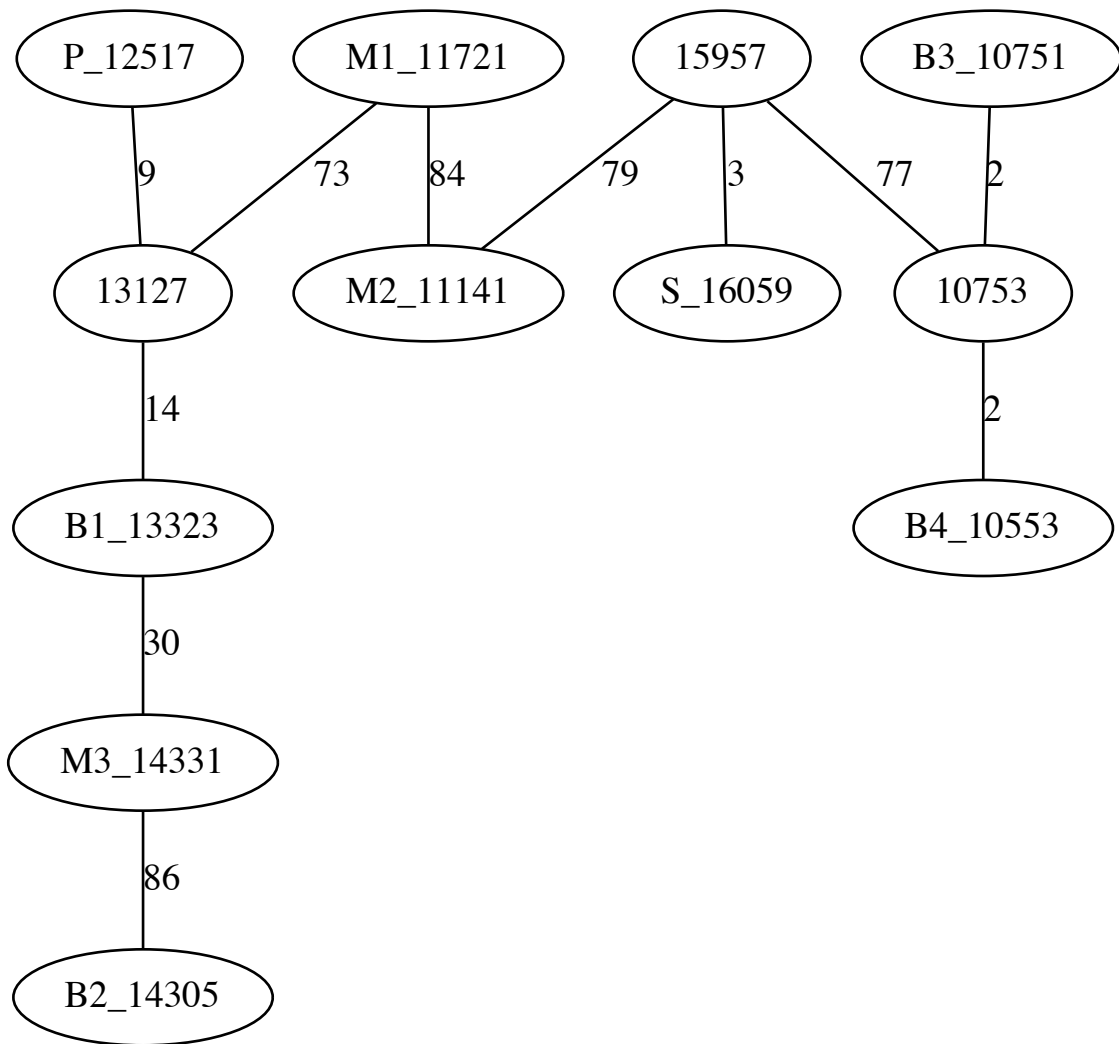 P_12517 M1_11721 15957 B3_10751
9 73 84 79 3 77 2
13127 M2_11141 S_16059 10753
14 2
B1_13323 B4_10553
30
M3_14331
86
B2_14305